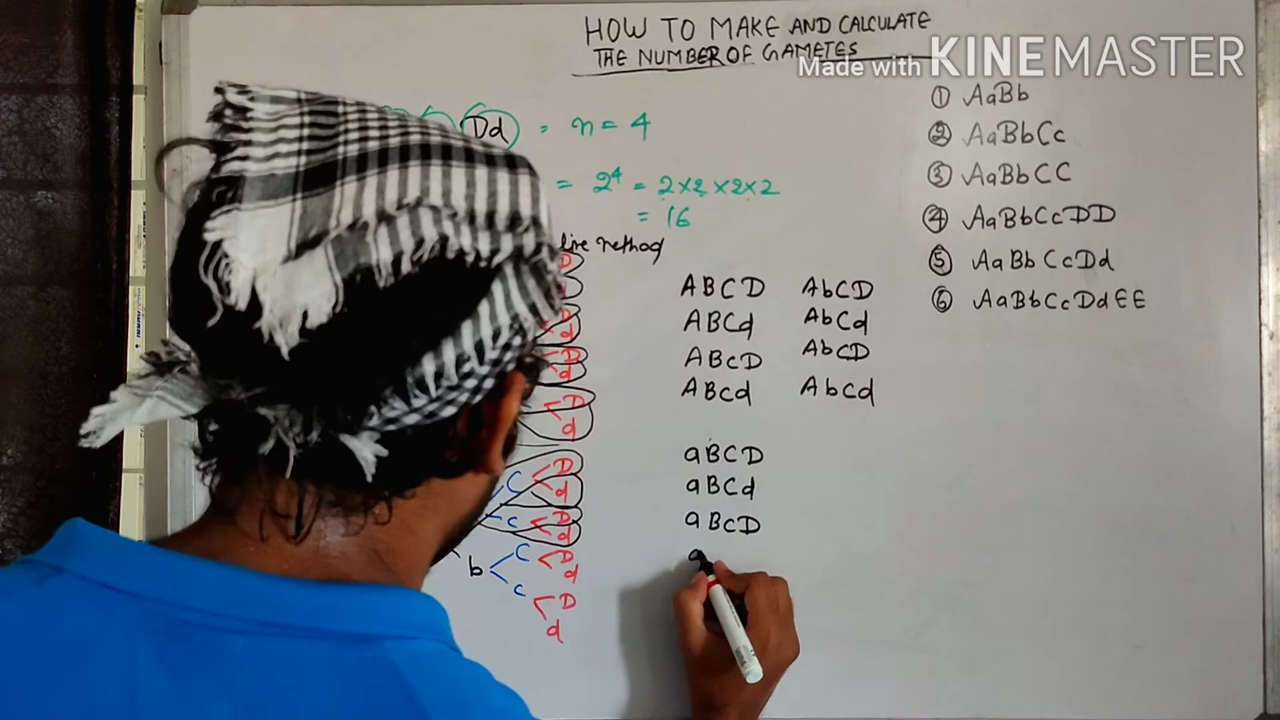 HOW TO MAKE AND CALCULATE
THE NUMBER OF GAMETES
Made with KINEMASTER
Dd = n = 4
= 2⁴ = 2×2×2×2
= 16
line method
① AaBb
② AaBbCc
③ AaBbCC
④ AaBbCcDD
⑤ AaBbCcDd
⑥ AaBbCcDdEE
ABCD AbCD
ABCd AbCd
ABcD AbcD
ABcd Abcd
aBCD
aBCd
aBcD
C
c
b
C
c
D
d
D
d
D
d
D
d